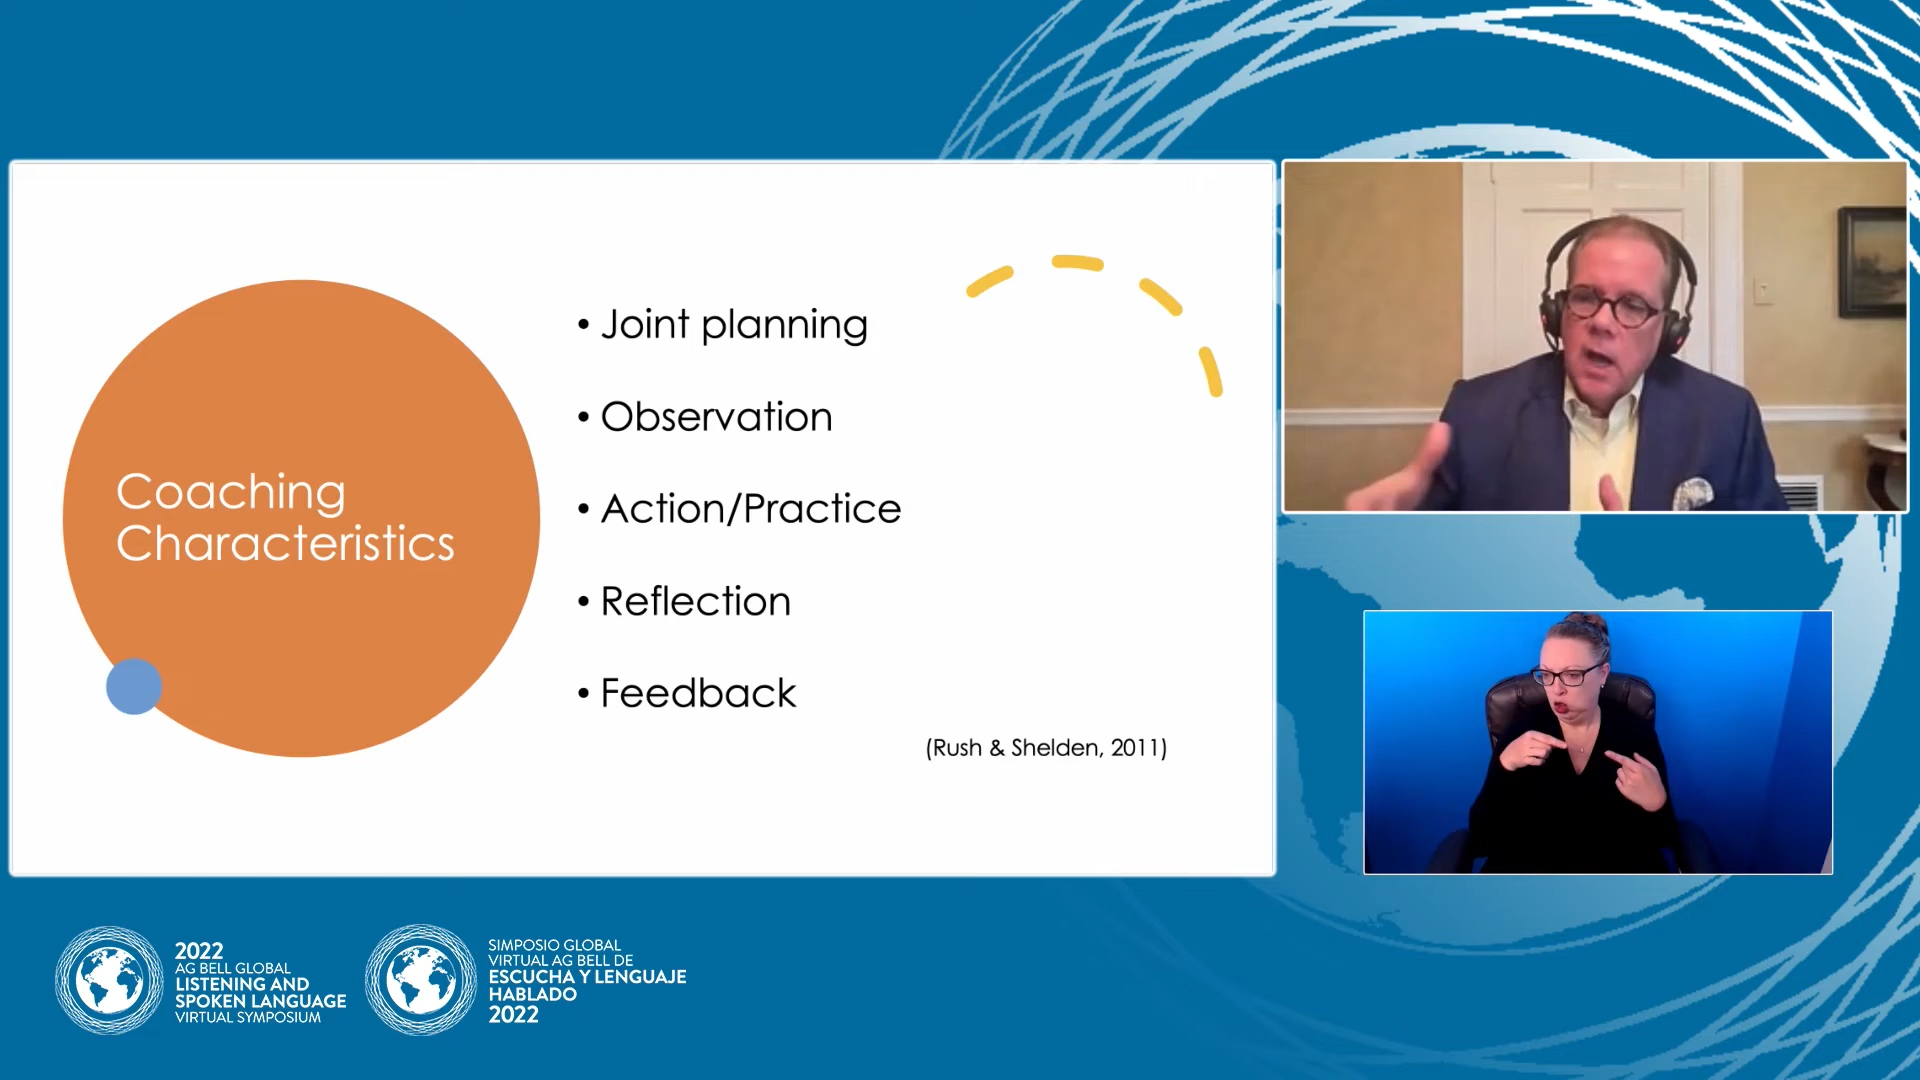 Coaching
Characteristics
• Joint planning
• Observation
• Action/Practice
• Reflection
• Feedback
(Rush & Shelden, 2011)
2022
AG BELL GLOBAL
LISTENING AND
SPOKEN LANGUAGE
VIRTUAL SYMPOSIUM
SIMPOSIO GLOBAL
VIRTUAL AG BELL DE
ESCUCHA Y LENGUAJE
HABLADO
2022